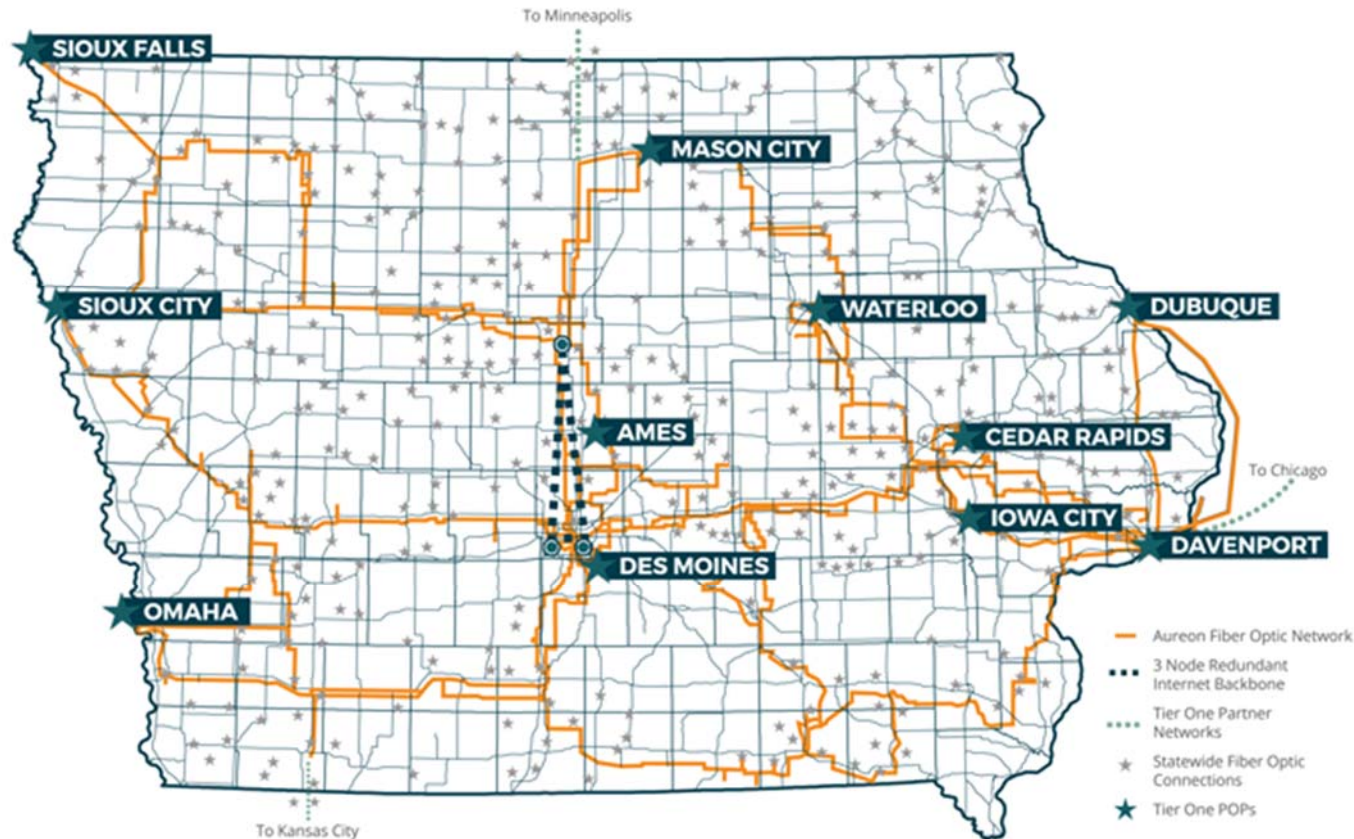 To Minneapolis
SIOUX FALLS
MASON CITY
SIOUX CITY
WATERLOO
DUBUQUE
AMES
CEDAR RAPIDS
To Chicago
IOWA CITY
DAVENPORT
DES MOINES
OMAHA
Aureon Fiber Optic Network
3 Node Redundant
Internet Backbone
Tier One Partner
Networks
Statewide Fiber Optic
Connections
Tier One POPs
To Kansas City